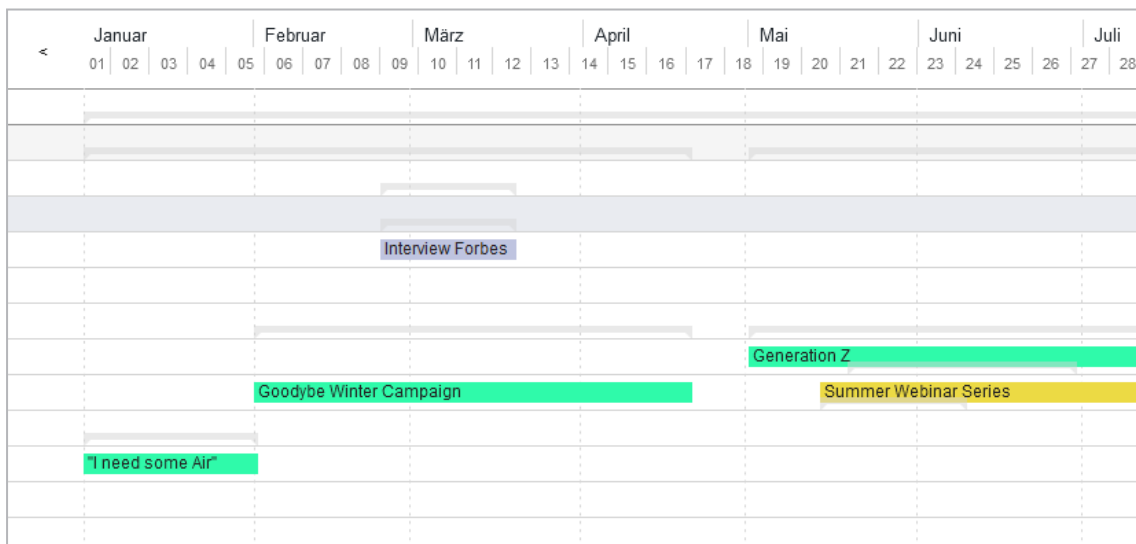 Januar Februar März April Mai Juni Juli
<
01 02 03 04 05 06 07 08 09 10 11 12 13 14 15 16 17 18 19 20 21 22 23 24 25 26 27 28
Interview Forbes
Generation Z
Goodybe Winter Campaign Summer Webinar Series
"I need some Air"